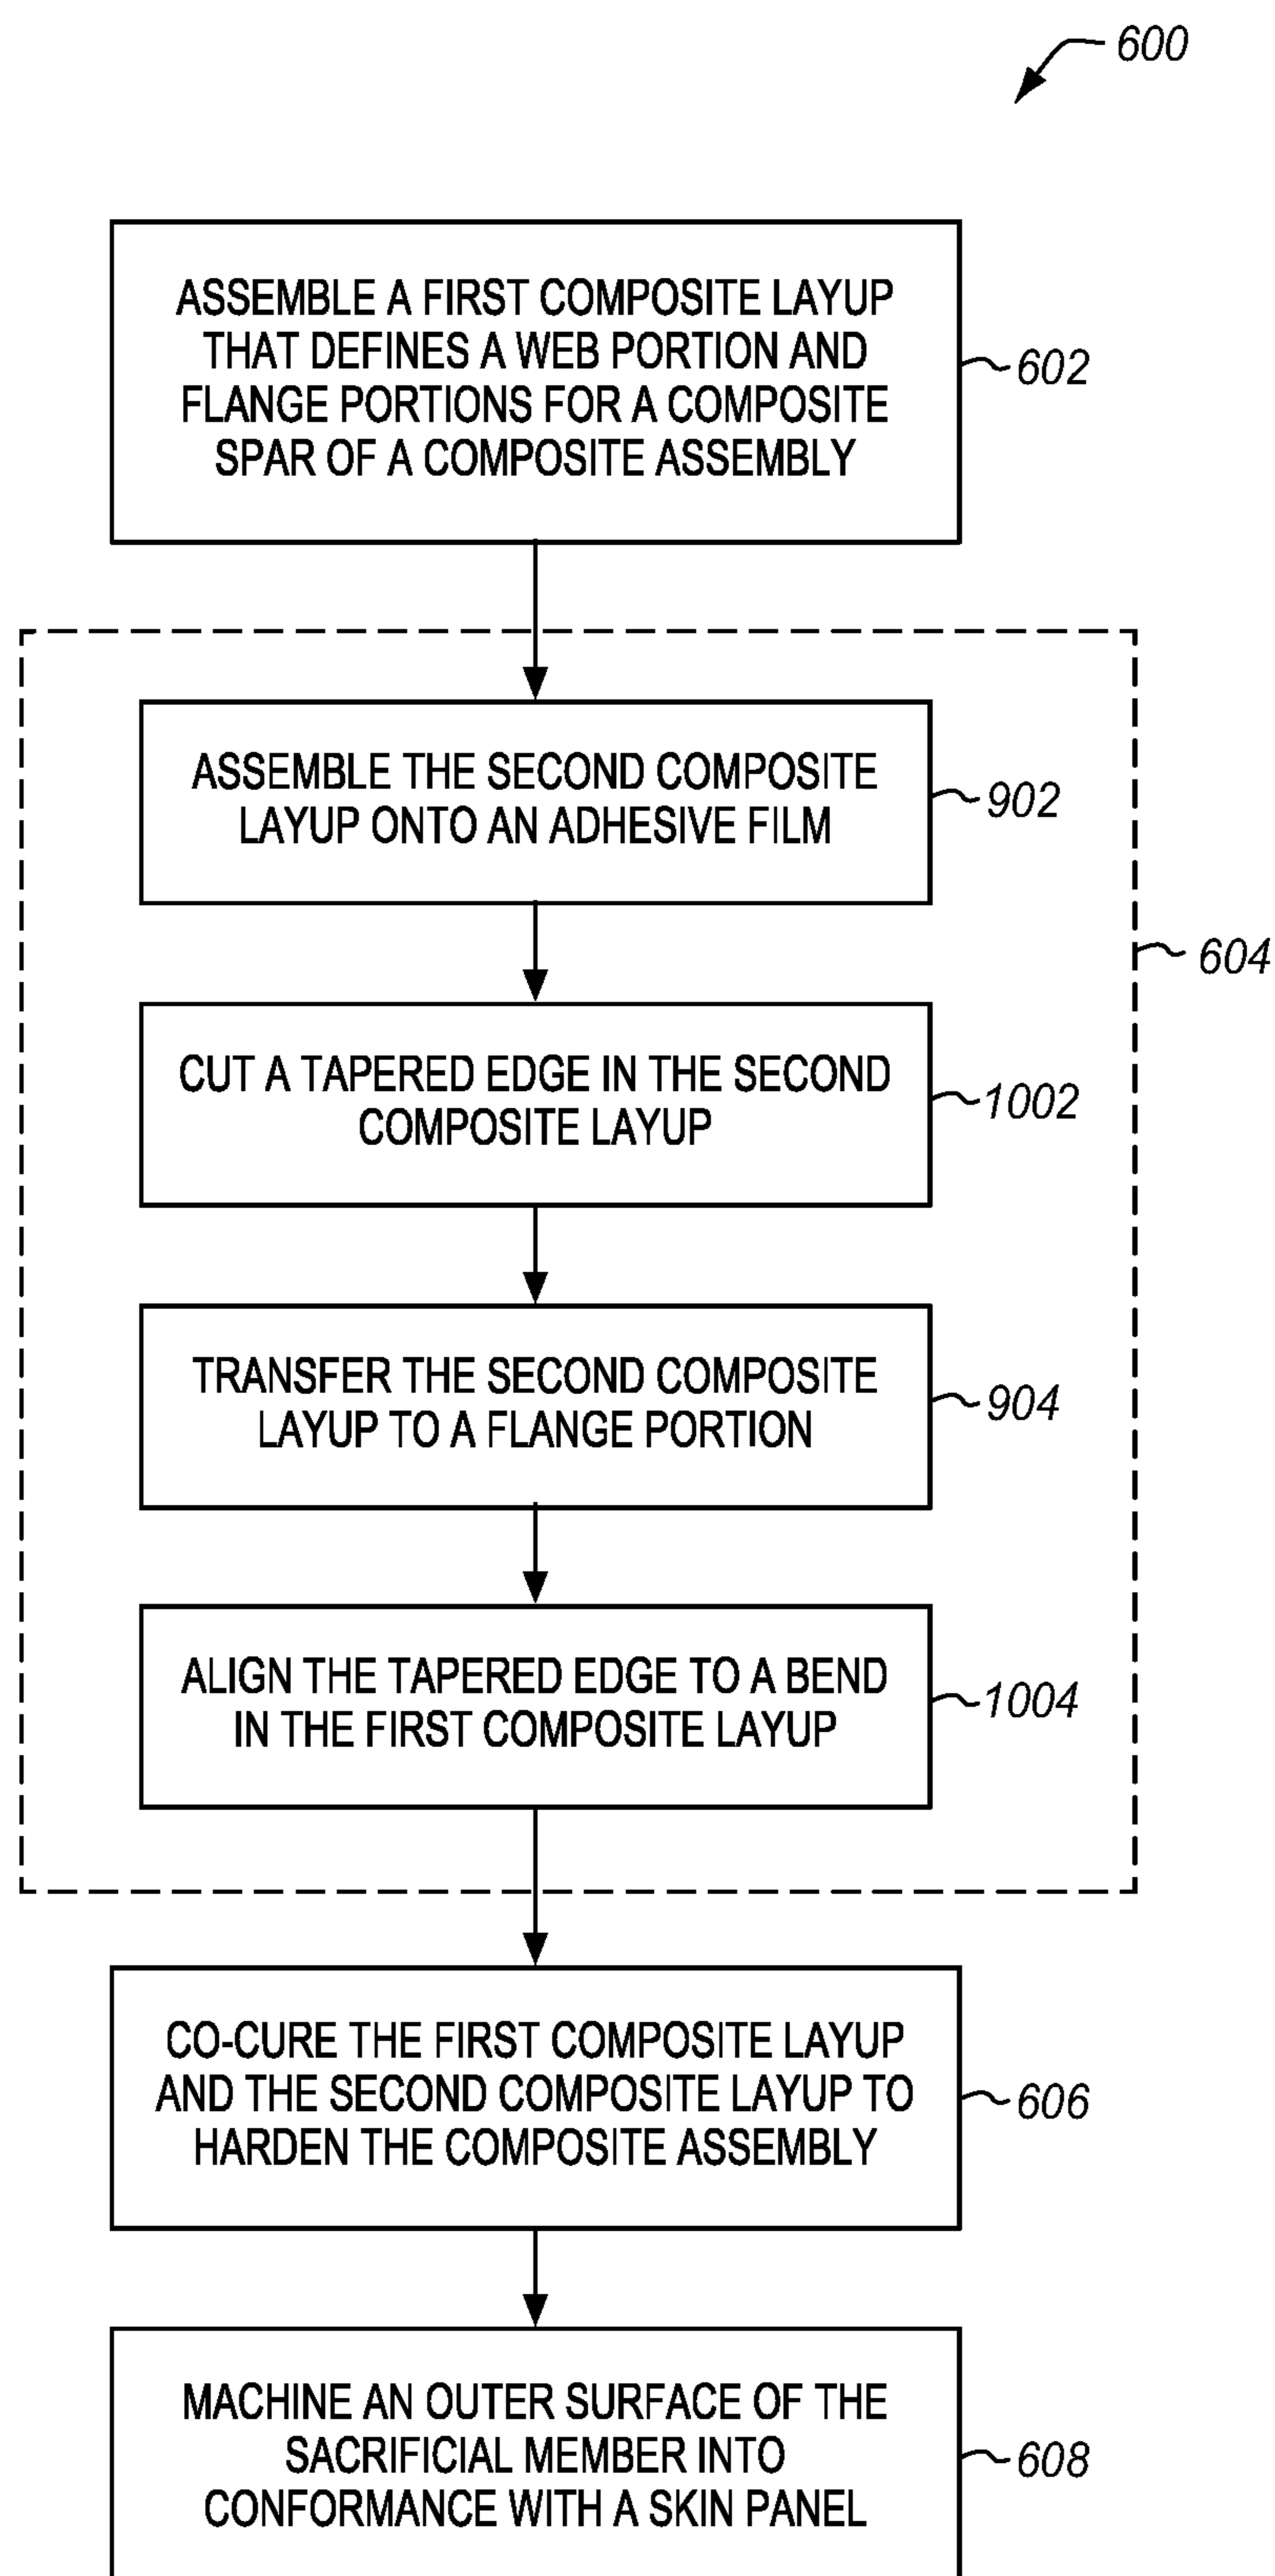 600
ASSEMBLE A FIRST COMPOSITE LAYUP
THAT DEFINES A WEB PORTION AND
FLANGE PORTIONS FOR A COMPOSITE
SPAR OF A COMPOSITE ASSEMBLY
602
ASSEMBLE THE SECOND COMPOSITE
LAYUP ONTO AN ADHESIVE FILM
902
604
CUT A TAPERED EDGE IN THE SECOND
COMPOSITE LAYUP
1002
TRANSFER THE SECOND COMPOSITE
LAYUP TO A FLANGE PORTION
904
ALIGN THE TAPERED EDGE TO A BEND
IN THE FIRST COMPOSITE LAYUP
1004
CO-CURE THE FIRST COMPOSITE LAYUP
AND THE SECOND COMPOSITE LAYUP TO
HARDEN THE COMPOSITE ASSEMBLY
606
MACHINE AN OUTER SURFACE OF THE
SACRIFICIAL MEMBER INTO
CONFORMANCE WITH A SKIN PANEL
608